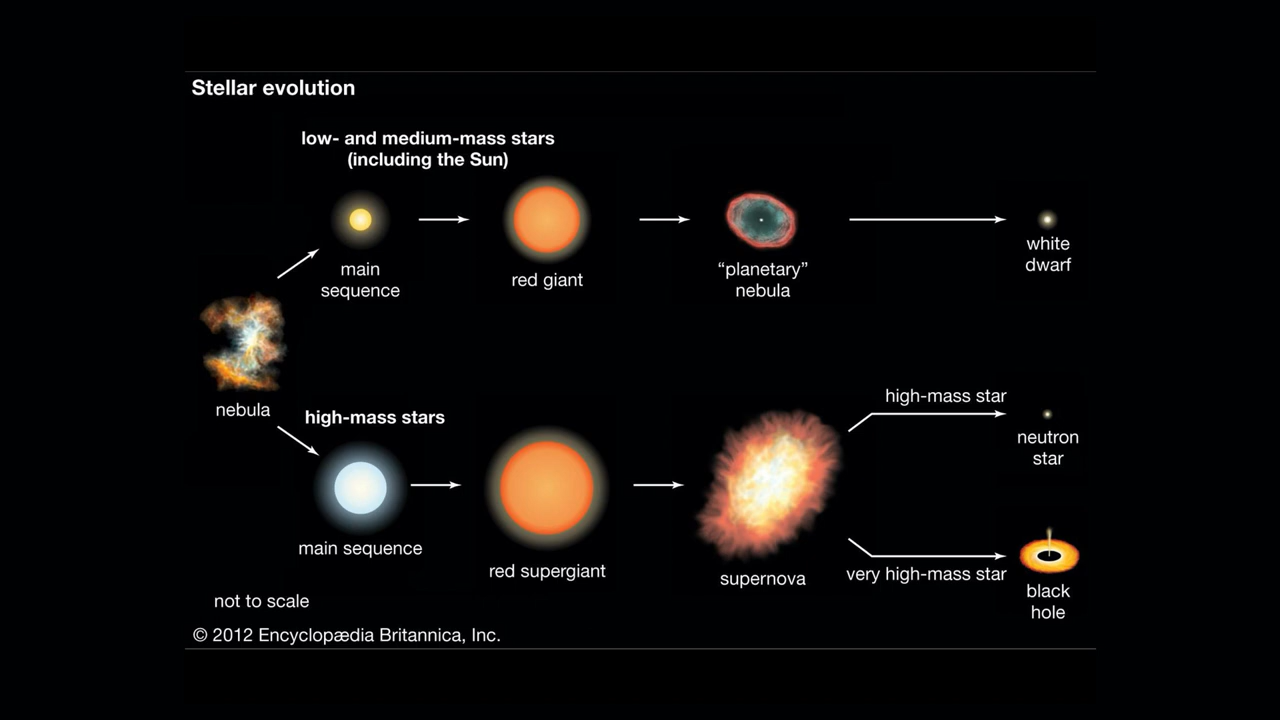 Stellar evolution
low- and medium-mass stars
(including the Sun)
main
sequence
red giant
“planetary”
nebula
white
dwarf
nebula
high-mass stars
main sequence
red supergiant
supernova
high-mass star
neutron
star
very high-mass star
black
hole
not to scale
© 2012 Encyclopædia Britannica, Inc.